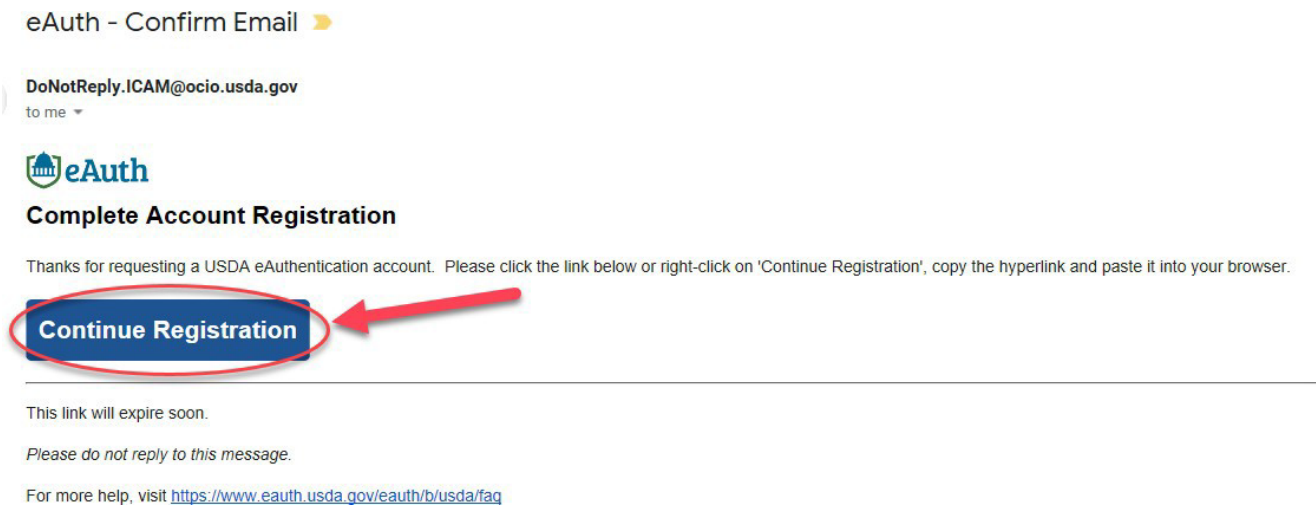 eAuth - Confirm Email
DoNotReply.ICAM@ocio.usda.gov
to me
eAuth
Complete Account Registration
Thanks for requesting a USDA eAuthentication account.  Please click the link below or right-click on 'Continue Registration', copy the hyperlink and paste it into your browser.
Continue Registration
This link will expire soon.
Please do not reply to this message.
For more help, visit https://www.eauth.usda.gov/eauth/b/usda/faq